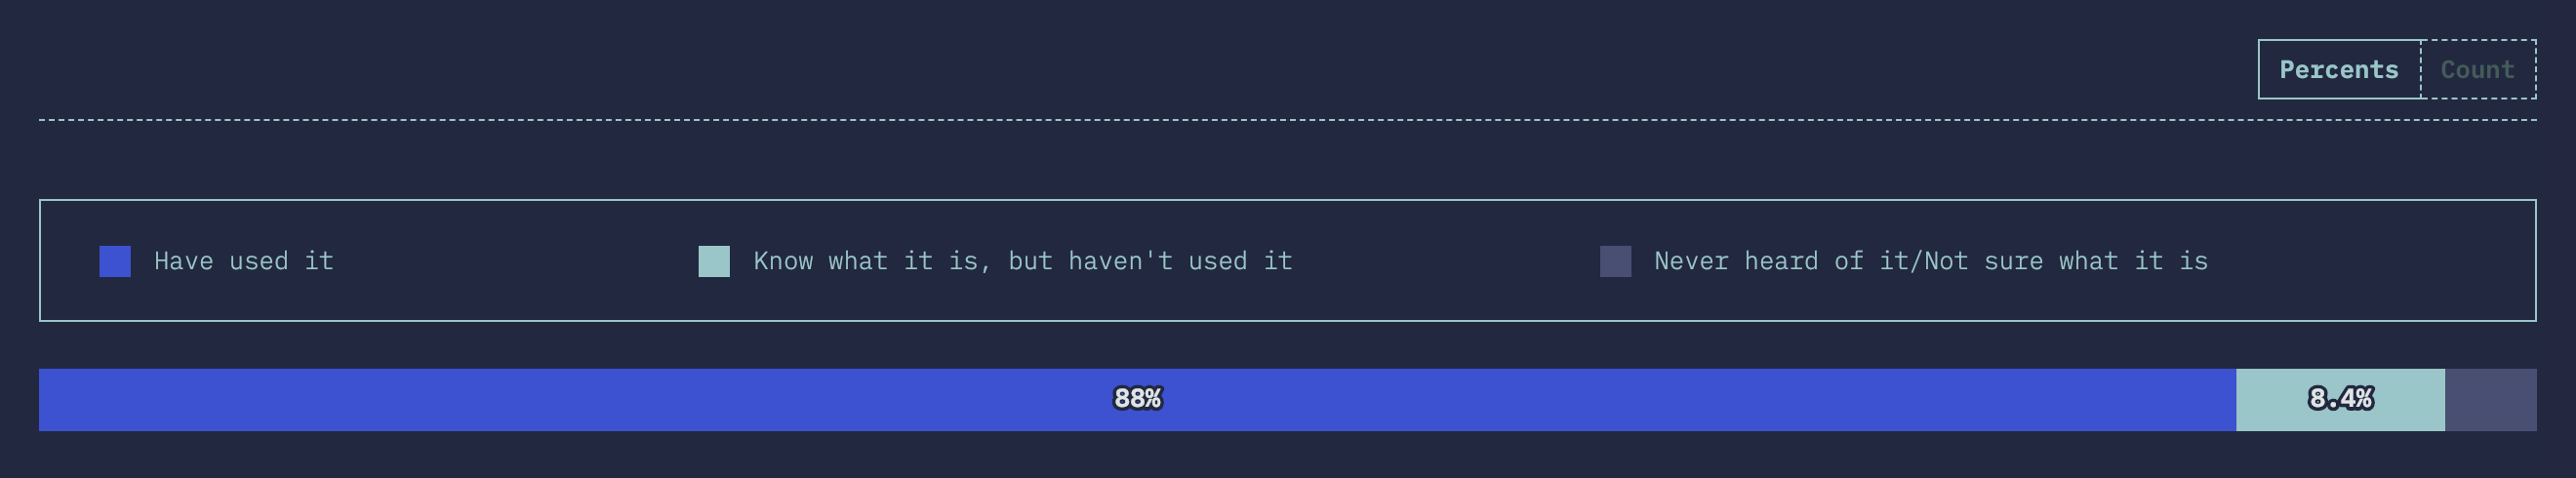 Percents Count
Have used it Know what it is, but haven't used it Never heard of it/Not sure what it is
88% 8.4%